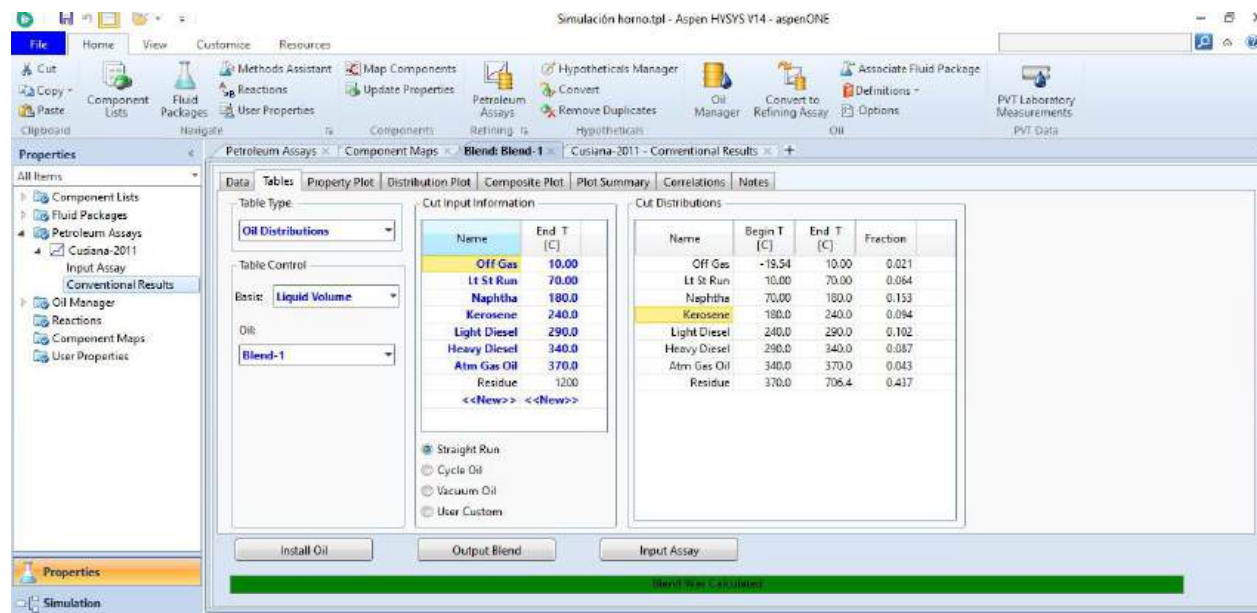 Simulación horno.tpl - Aspen HYSYS V14 - aspenONE
File Home View Customize Resources
Cut
Copy
Paste
Clipboard
Component Lists
Fluid Packages
Navigate
Methods Assistant
Reactions
User Properties
Map Components
Update Properties
Components
Petroleum Assays
Refining
Hypotheticals Manager
Convert
Remove Duplicates
Hypotheticals
Oil Manager
Convert to Refining Assay
Associate Fluid Package
Definitions
Options
Oil
PVT Laboratory Measurements
PVT Data
Properties
All Items
Component Lists
Fluid Packages
Petroleum Assays
Cusiana-2011
Input Assay
Conventional Results
Oil Manager
Reactions
Component Maps
User Properties
Properties
Simulation
Petroleum Assays Component Maps Blend: Blend-1 Cusiana-2011 - Conventional Results +
Data Tables Property Plot Distribution Plot Composite Plot Plot Summary Correlations Notes
Table Type
Oil Distributions
Table Control
Basis: Liquid Volume
Oil:
Blend-1
Cut Input Information
Name End T [C]
Off Gas 10.00
Lt St Run 70.00
Naphtha 180.0
Kerosene 240.0
Light Diesel 290.0
Heavy Diesel 340.0
Atm Gas Oil 370.0
Residue 1200
<<New>> <<New>>
Straight Run
Cycle Oil
Vacuum Oil
User Custom
Cut Distributions
Name Begin T [C] End T [C] Fraction
Off Gas -19.54 10.00 0.021
Lt St Run 10.00 70.00 0.064
Naphtha 70.00 180.0 0.153
Kerosene 180.0 240.0 0.094
Light Diesel 240.0 290.0 0.102
Heavy Diesel 290.0 340.0 0.087
Atm Gas Oil 340.0 370.0 0.043
Residue 370.0 706.4 0.437
Install Oil Output Blend Input Assay
Blend Was Calculated